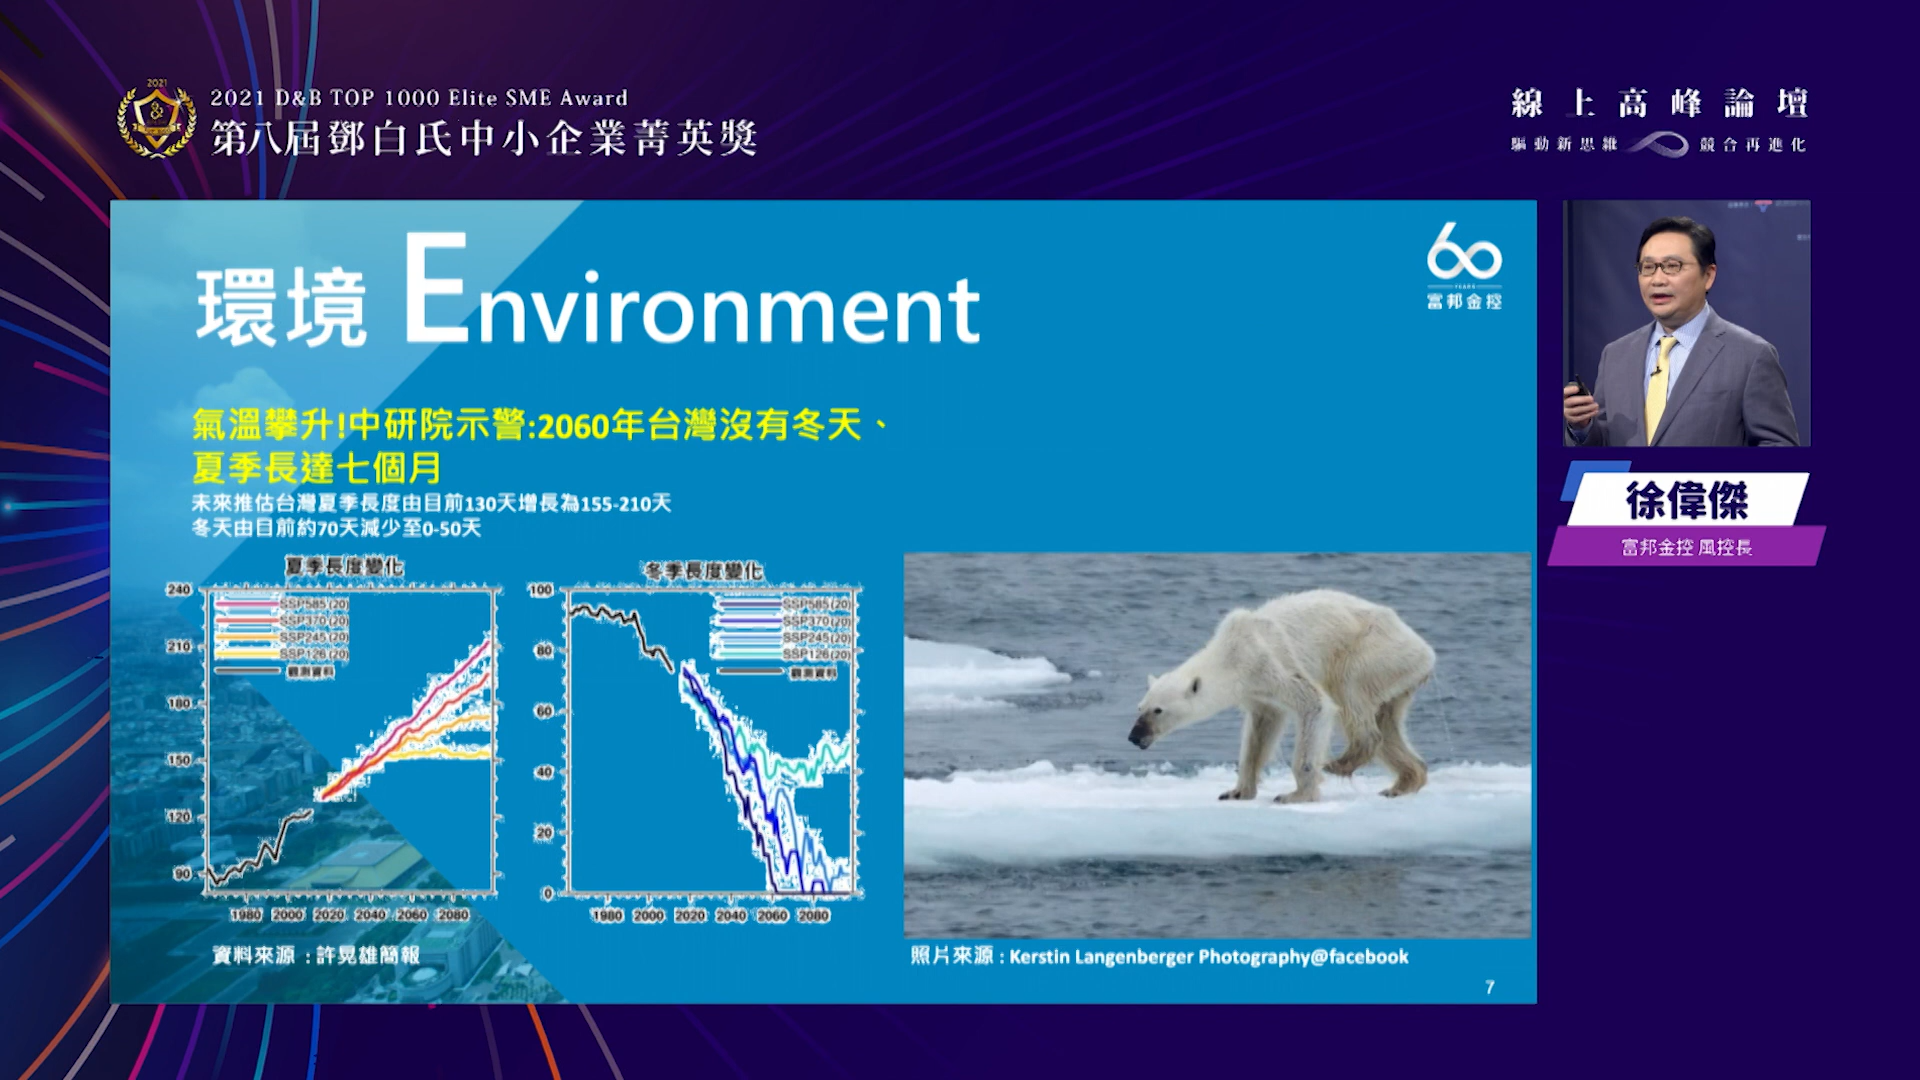 2021
2021 D&B TOP 1000 Elite SME Award
第八屆鄧白氏中小企業菁英獎
線上高峰論壇
驅動新思維 競合再進化
環境 Environment
60
YEARS
富邦金控
氣溫攀升!中研院示警:2060年台灣沒有冬天、
夏季長達七個月
未來推估台灣夏季長度由目前130天增長為155-210天
冬天由目前約70天減少至0-50天
夏季長度變化
240
210
180
150
120
90
SSP585 (20)
SSP370 (20)
SSP245 (20)
SSP126 (20)
觀測資料
1980 2000 2020 2040 2060 2080
冬季長度變化
100
80
60
40
20
0
SSP585 (20)
SSP370 (20)
SSP245 (20)
SSP126 (20)
觀測資料
1980 2000 2020 2040 2060 2080
資料來源 : 許晃雄簡報
照片來源 : Kerstin Langenberger Photography@facebook
7
徐偉傑
富邦金控 風控長